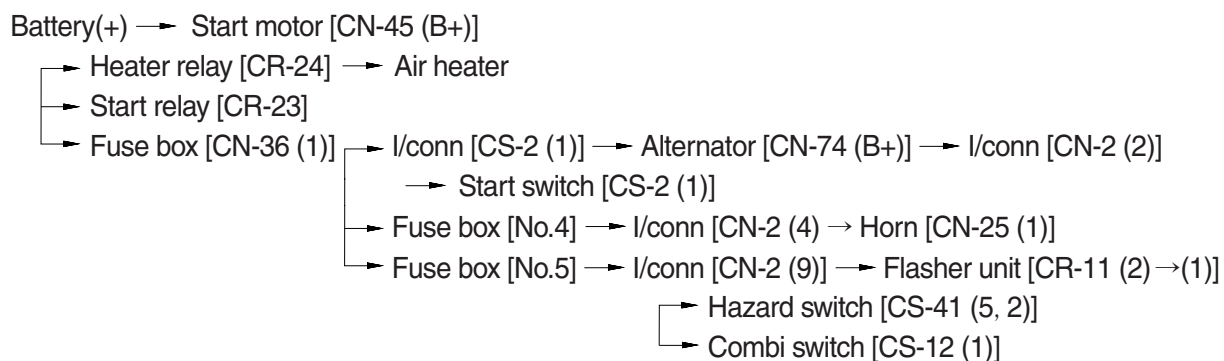 Battery(+) → Start motor [CN-45 (B+)]
→ Heater relay [CR-24] → Air heater
→ Start relay [CR-23]
→ Fuse box [CN-36 (1)] → I/conn [CS-2 (1)] → Alternator [CN-74 (B+)] → I/conn [CN-2 (2)]
→ Start switch [CS-2 (1)]
→ Fuse box [No.4] → I/conn [CN-2 (4) → Horn [CN-25 (1)]
→ Fuse box [No.5] → I/conn [CN-2 (9)] → Flasher unit [CR-11 (2) →(1)]
→ Hazard switch [CS-41 (5, 2)]
→ Combi switch [CS-12 (1)]